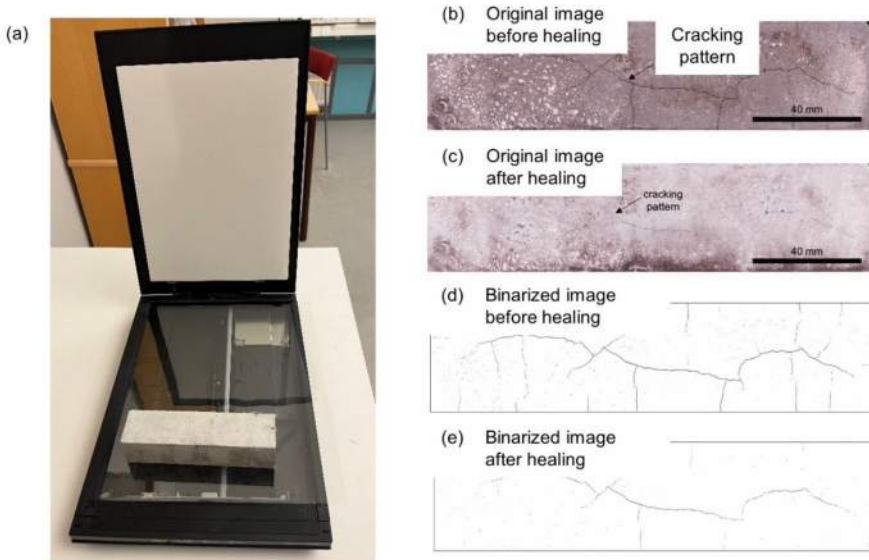 (a)
(b) Original image
before healing
Cracking
pattern
40 mm
(c) Original image
after healing
cracking
pattern
40 mm
(d) Binarized image
before healing
(e) Binarized image
after healing